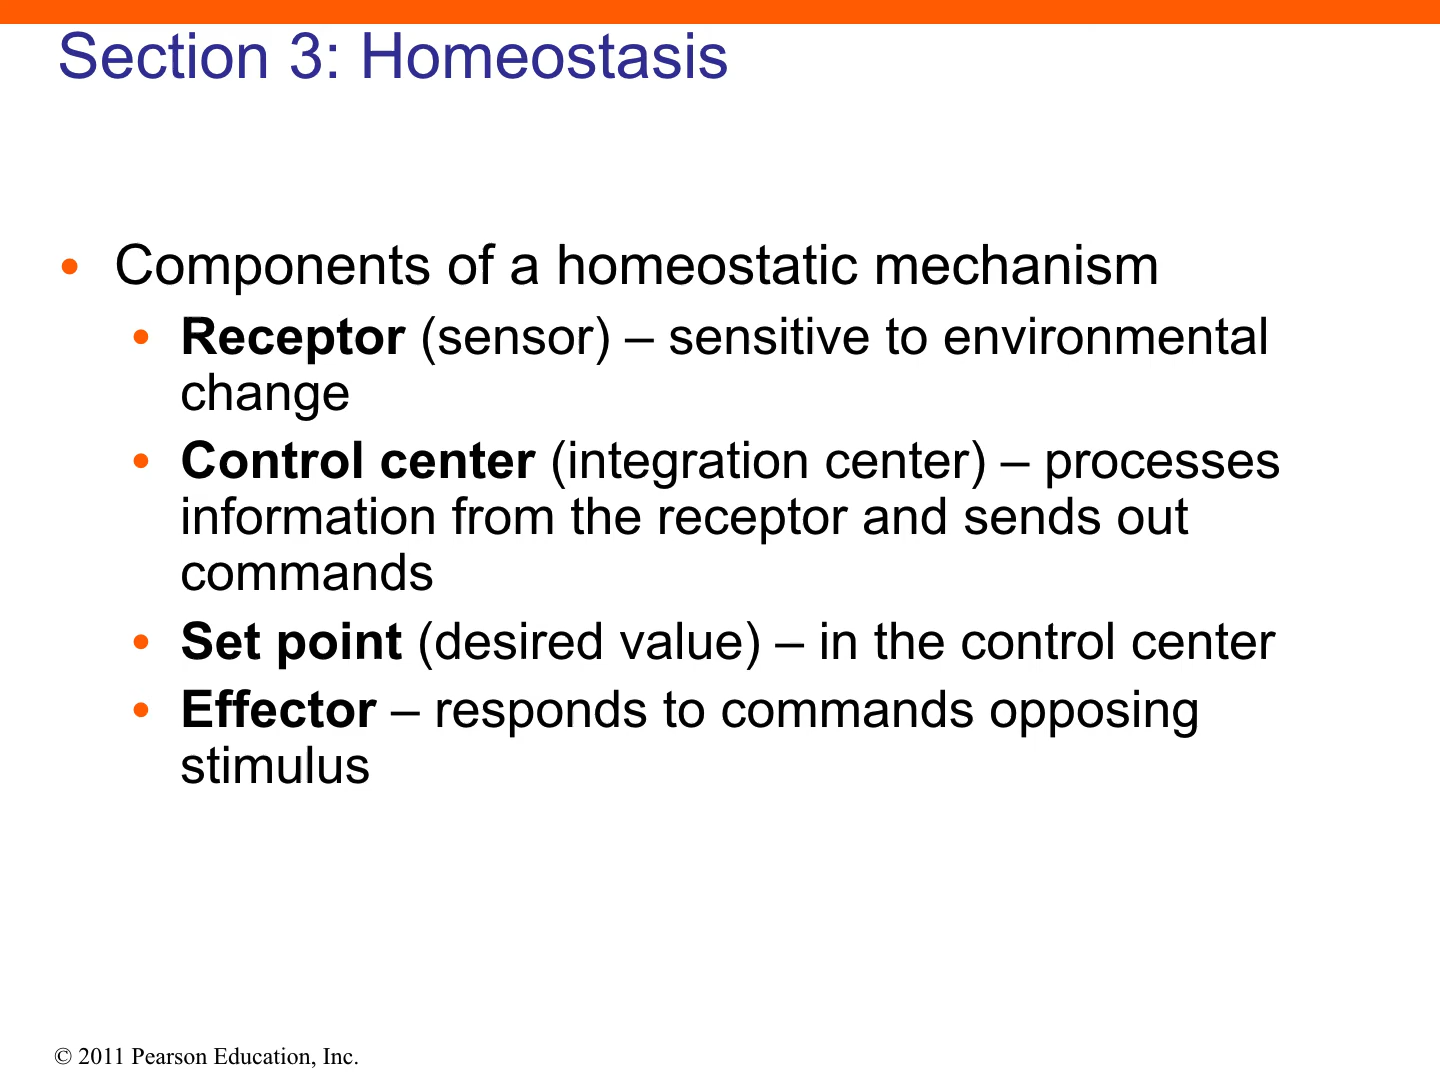 Section 3: Homeostasis
• Components of a homeostatic mechanism
• Receptor (sensor) – sensitive to environmental
change
• Control center (integration center) – processes
information from the receptor and sends out
commands
• Set point (desired value) – in the control center
• Effector – responds to commands opposing
stimulus
© 2011 Pearson Education, Inc.